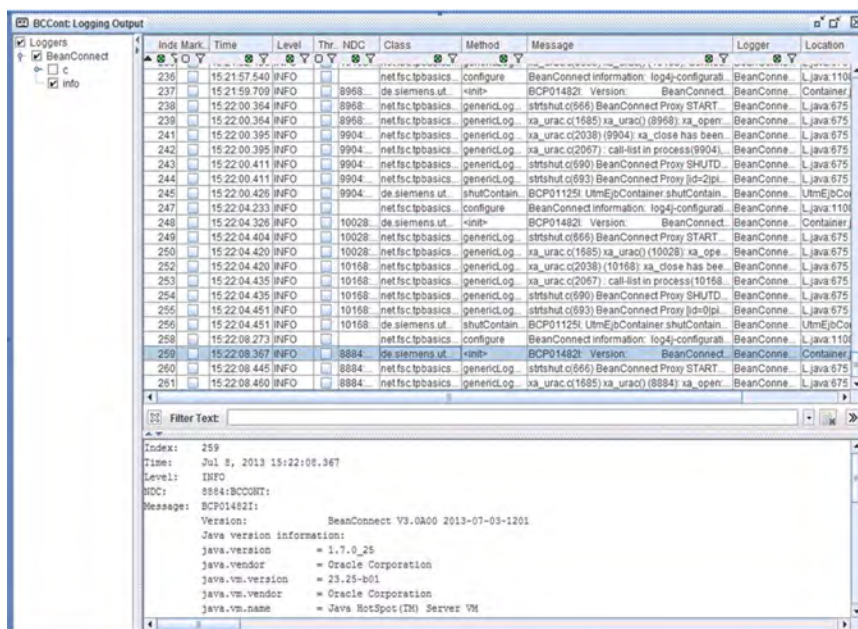 BCCont: Logging Output
Loggers
BeanConnect
c
info
Inde Mark... Time Level Thr... NDC Class Method Message Logger Location
236 15:21:57.540 INFO net.fsc.tpbasics... configure BeanConnect information: log4j-configurati... BeanConne... L.java:1108
237 15:21:59.709 INFO 8968:... de.siemens.ut... <init> BCP01482I: Version: BeanConnect... BeanConne... Container.j
238 15:22:00.364 INFO 8968:... net.fsc.tpbasics... genericLog... strtshut.c(666) BeanConnect Proxy START... BeanConne... L.java:675
239 15:22:00.364 INFO 8968:... net.fsc.tpbasics... genericLog... xa_urac.c(1685) xa_urac() (8968): xa_open:... BeanConne... L.java:675
241 15:22:00.395 INFO 9904:... net.fsc.tpbasics... genericLog... xa_urac.c(2038) (9904): xa_close has been... BeanConne... L.java:675
242 15:22:00.395 INFO 9904:... net.fsc.tpbasics... genericLog... xa_urac.c(2067) : call-list in process(9904),... BeanConne... L.java:675
243 15:22:00.411 INFO 9904:... net.fsc.tpbasics... genericLog... strtshut.c(690) BeanConnect Proxy SHUTD... BeanConne... L.java:675
244 15:22:00.411 INFO 9904:... net.fsc.tpbasics... genericLog... strtshut.c(693) BeanConnect Proxy [id=2|pi... BeanConne... L.java:675
245 15:22:00.426 INFO 9904:... de.siemens.ut... shutContain... BCP01125I: UtmEjbContainer.shutContain... BeanConne... UtmEjbCo
247 15:22:04.233 INFO net.fsc.tpbasics... configure BeanConnect information: log4j-configurati... BeanConne... L.java:1108
248 15:22:04.326 INFO 10028:... de.siemens.ut... <init> BCP01482I: Version: BeanConnect... BeanConne... Container.j
249 15:22:04.404 INFO 10028:... net.fsc.tpbasics... genericLog... strtshut.c(666) BeanConnect Proxy START... BeanConne... L.java:675
250 15:22:04.420 INFO 10028:... net.fsc.tpbasics... genericLog... xa_urac.c(1685) xa_urac() (10028): xa_ope... BeanConne... L.java:675
252 15:22:04.420 INFO 10168:... net.fsc.tpbasics... genericLog... xa_urac.c(2038) (10168): xa_close has bee... BeanConne... L.java:675
253 15:22:04.435 INFO 10168:... net.fsc.tpbasics... genericLog... xa_urac.c(2067) : call-list in process(10168... BeanConne... L.java:675
254 15:22:04.435 INFO 10168:... net.fsc.tpbasics... genericLog... strtshut.c(690) BeanConnect Proxy SHUTD... BeanConne... L.java:675
255 15:22:04.451 INFO 10168:... net.fsc.tpbasics... genericLog... strtshut.c(693) BeanConnect Proxy [id=0|pi... BeanConne... L.java:675
256 15:22:04.451 INFO 10168:... de.siemens.ut... shutContain... BCP01125I: UtmEjbContainer.shutContain... BeanConne... UtmEjbCo
258 15:22:08.273 INFO net.fsc.tpbasics... configure BeanConnect information: log4j-configurati... BeanConne... L.java:1108
259 15:22:08.367 INFO 8884:... de.siemens.ut... <init> BCP01482I: Version: BeanConnect... BeanConne... Container.j
260 15:22:08.445 INFO 8884:... net.fsc.tpbasics... genericLog... strtshut.c(666) BeanConnect Proxy START... BeanConne... L.java:675
261 15:22:08.460 INFO 8884:... net.fsc.tpbasics... genericLog... xa_urac.c(1685) xa_urac() (8884): xa_open:... BeanConne... L.java:675
Filter Text:
Index: 259
Time: Jul 8, 2013 15:22:08.367
Level: INFO
NDC: 8884:BCCONT:
Message: BCP01482I:
Version: BeanConnect V3.0A00 2013-07-03-1201
Java version information:
java.version = 1.7.0_25
java.vendor = Oracle Corporation
java.vm.version = 23.25-b01
java.vm.vendor = Oracle Corporation
java.vm.name = Java HotSpot(TM) Server VM